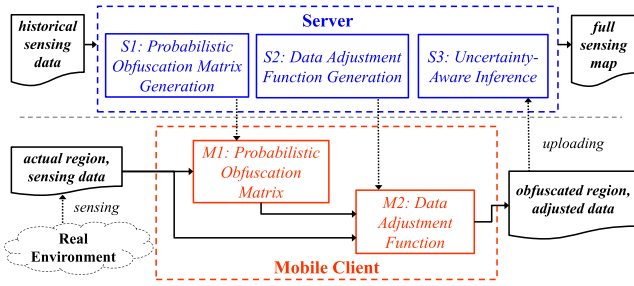 Server
historical
sensing
data
S1: Probabilistic
Obfuscation Matrix
Generation
S2: Data Adjustment
Function Generation
S3: Uncertainty-
Aware Inference
full
sensing
map
actual region,
sensing data
M1: Probabilistic
Obfuscation
Matrix
uploading
sensing
M2: Data
Adjustment
Function
obfuscated region,
adjusted data
Real
Environment
Mobile Client